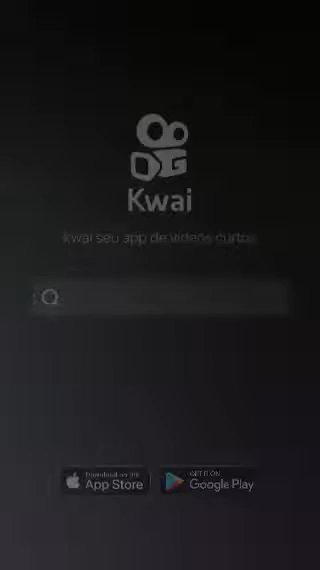 Kwai
kwai seu app de vídeos curtos
Download on the
App Store
GET IT ON
Google Play